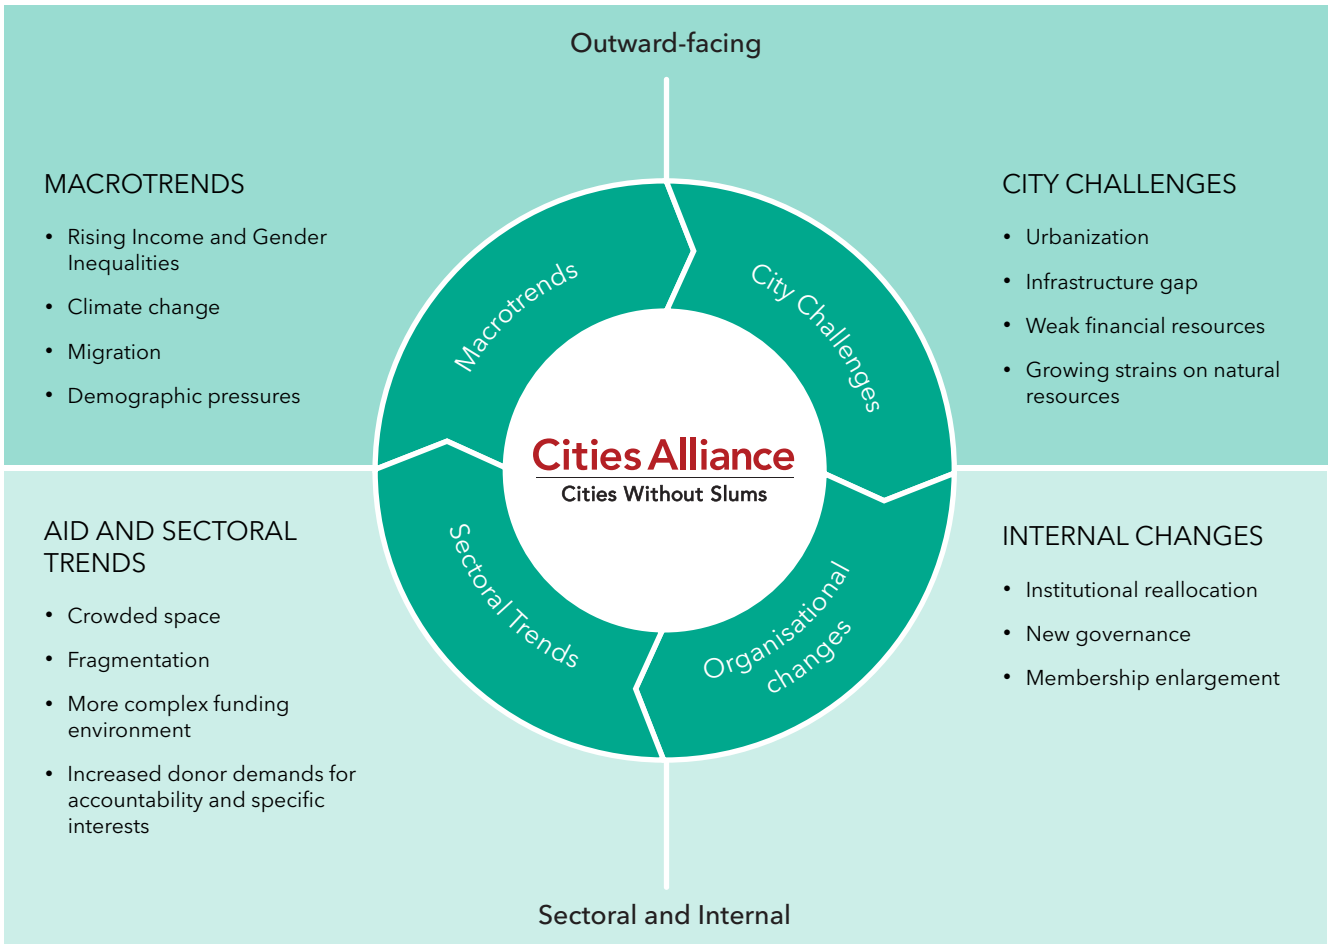 Outward-facing
MACROTRENDS
• Rising Income and Gender
Inequalities
• Climate change
• Migration
• Demographic pressures
CITY CHALLENGES
• Urbanization
• Infrastructure gap
• Weak financial resources
• Growing strains on natural
resources
Macrotrends
City Challenges
Cities Alliance
Cities Without Slums
Sectoral Trends
Organisational
changes
AID AND SECTORAL
TRENDS
• Crowded space
• Fragmentation
• More complex funding
environment
• Increased donor demands for
accountability and specific
interests
INTERNAL CHANGES
• Institutional reallocation
• New governance
• Membership enlargement
Sectoral and Internal